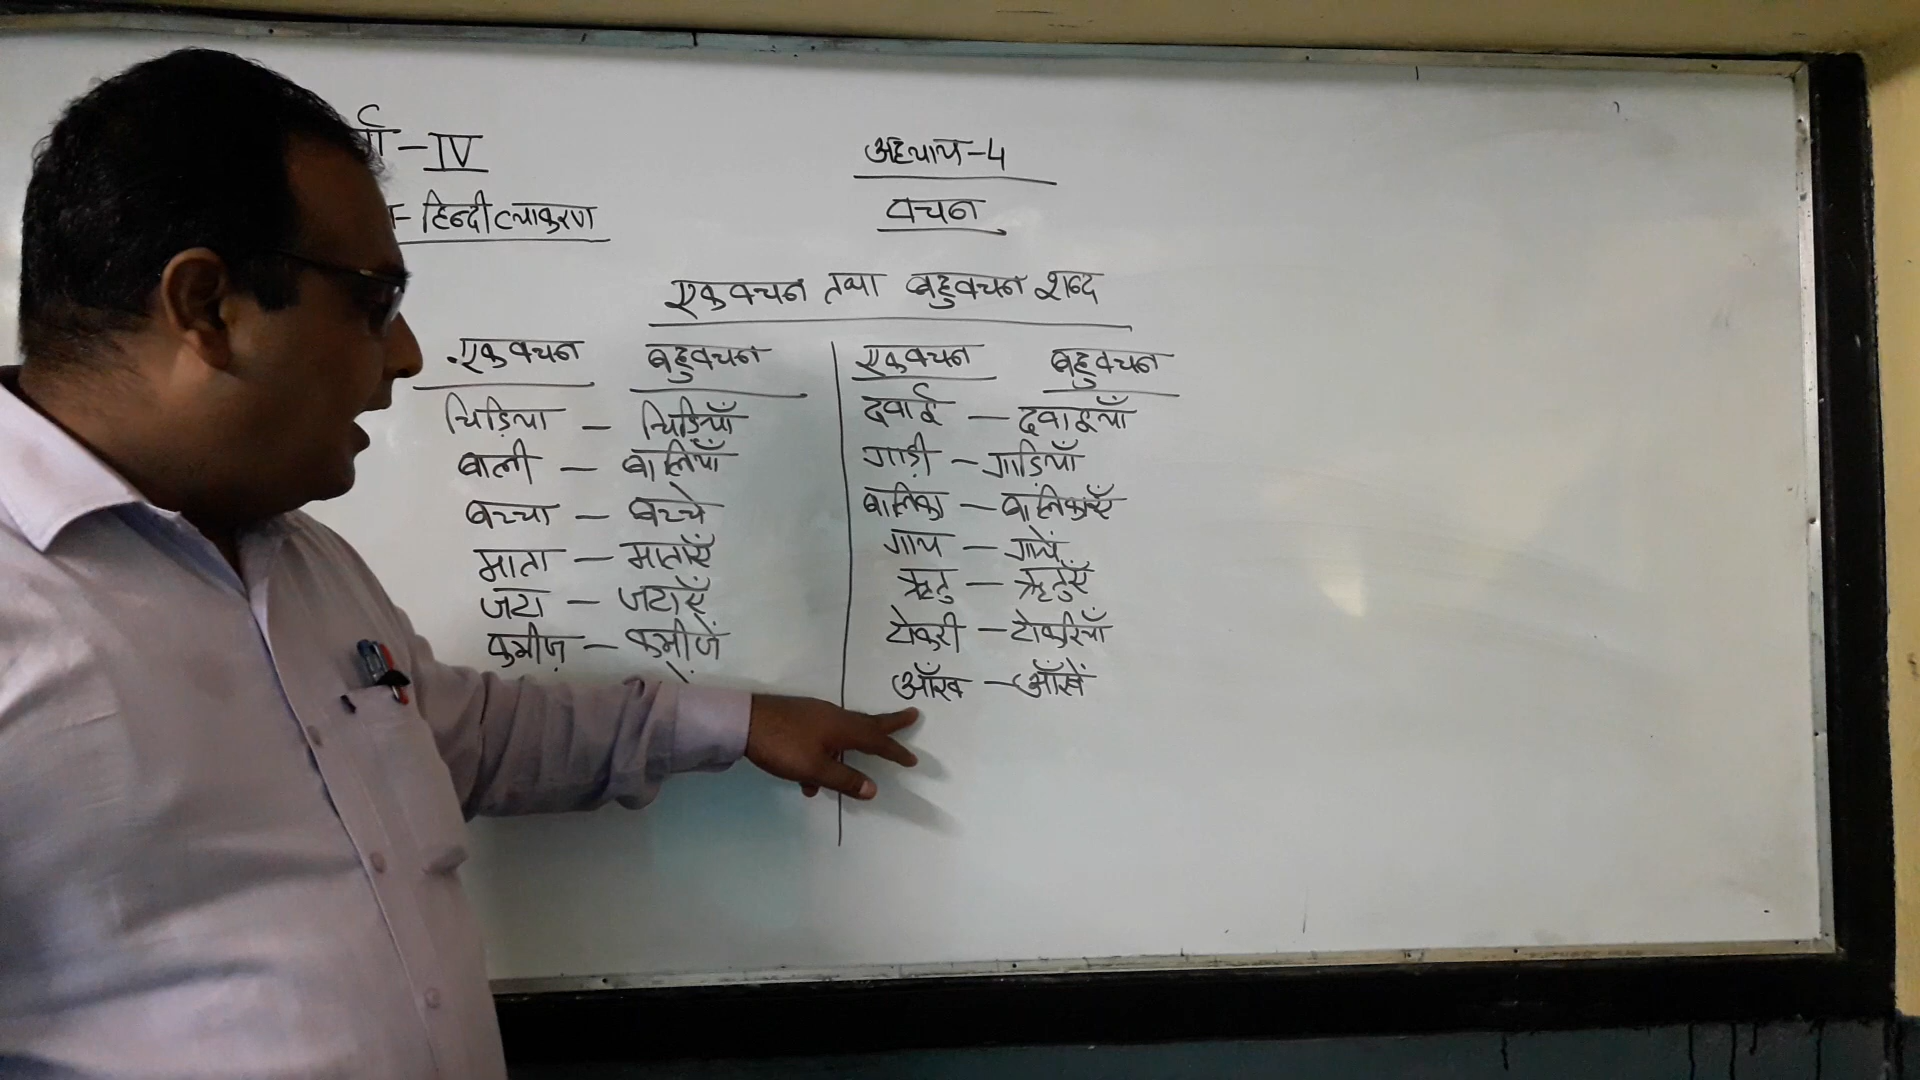 IV
अध्याय-4
हिन्दी व्याकरण
वचन
एकवचन तथा बहुवचन शब्द
एकवचन बहुवचन एकवचन बहुवचन
चिड़िया - चिड़ियाँ दवाई - दवाइयाँ
बाली - बालियाँ गाड़ी - गाड़ियाँ
बच्चा - बच्चे बालिका - बालिकाएँ
माता - माताएँ गाय - गायें
जटा - जटाएँ ऋतु - ऋतुएँ
कमीज़ - कमीजें टोकरी - टोकरियाँ
आँख - आँखें